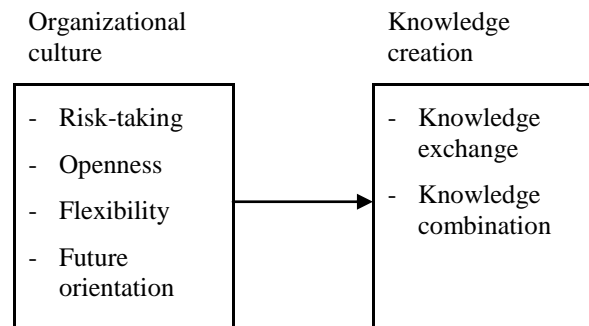 Organizational
culture
- Risk-taking
- Openness
- Flexibility
- Future
orientation
Knowledge
creation
- Knowledge
exchange
- Knowledge
combination